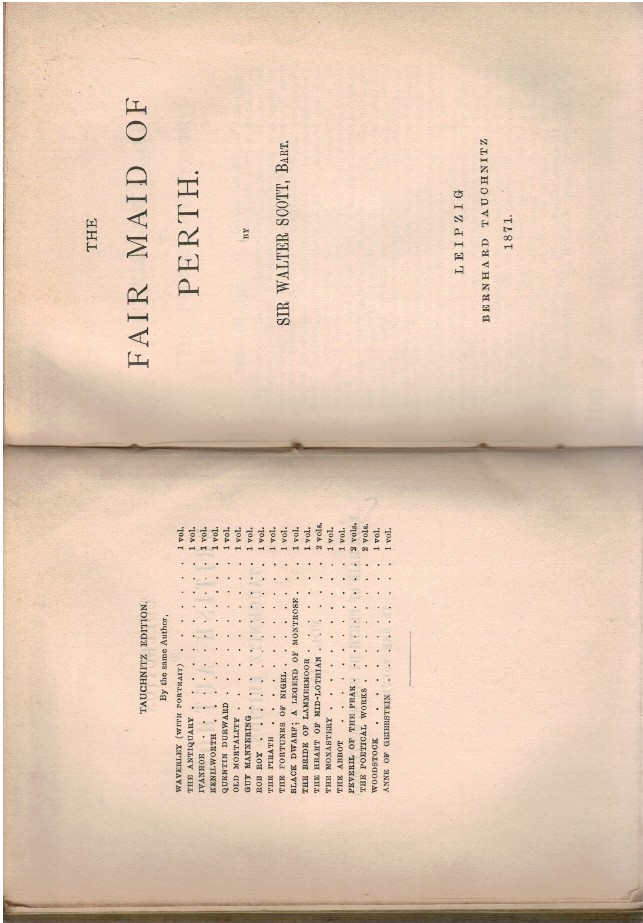 TAUCHNITZ EDITION.
By the same Author,
WAVERLEY (WITH PORTRAIT) . . . . . . . 1 vol.
THE ANTIQUARY . . . . . . . . . . . 1 vol.
IVANHOE . . . . . . . . . . . . . 1 vol.
KENILWORTH . . . . . . . . . . . . 1 vol.
QUENTIN DURWARD . . . . . . . . . . 1 vol.
OLD MORTALITY . . . . . . . . . . . 1 vol.
GUY MANNERING . . . . . . . . . . . 1 vol.
ROB ROY . . . . . . . . . . . . . 1 vol.
THE PIRATE . . . . . . . . . . . . 1 vol.
THE FORTUNES OF NIGEL . . . . . . . . 1 vol.
BLACK DWARF; A LEGEND OF MONTROSE . . . 1 vol.
THE BRIDE OF LAMMERMOOR . . . . . . . 1 vol.
THE HEART OF MID-LOTHIAN . . . . . . . 2 vols.
THE MONASTERY . . . . . . . . . . . 1 vol.
THE ABBOT . . . . . . . . . . . . 1 vol.
PEVERIL OF THE PEAK . . . . . . . . . 2 vols.
THE POETICAL WORKS . . . . . . . . . 2 vols.
WOODSTOCK . . . . . . . . . . . . 1 vol.
ANNE OF GEIERSTEIN . . . . . . . . . 1 vol.
THE
FAIR MAID OF
PERTH.
BY
SIR WALTER SCOTT, BART.
LEIPZIG
BERNHARD TAUCHNITZ
1871.